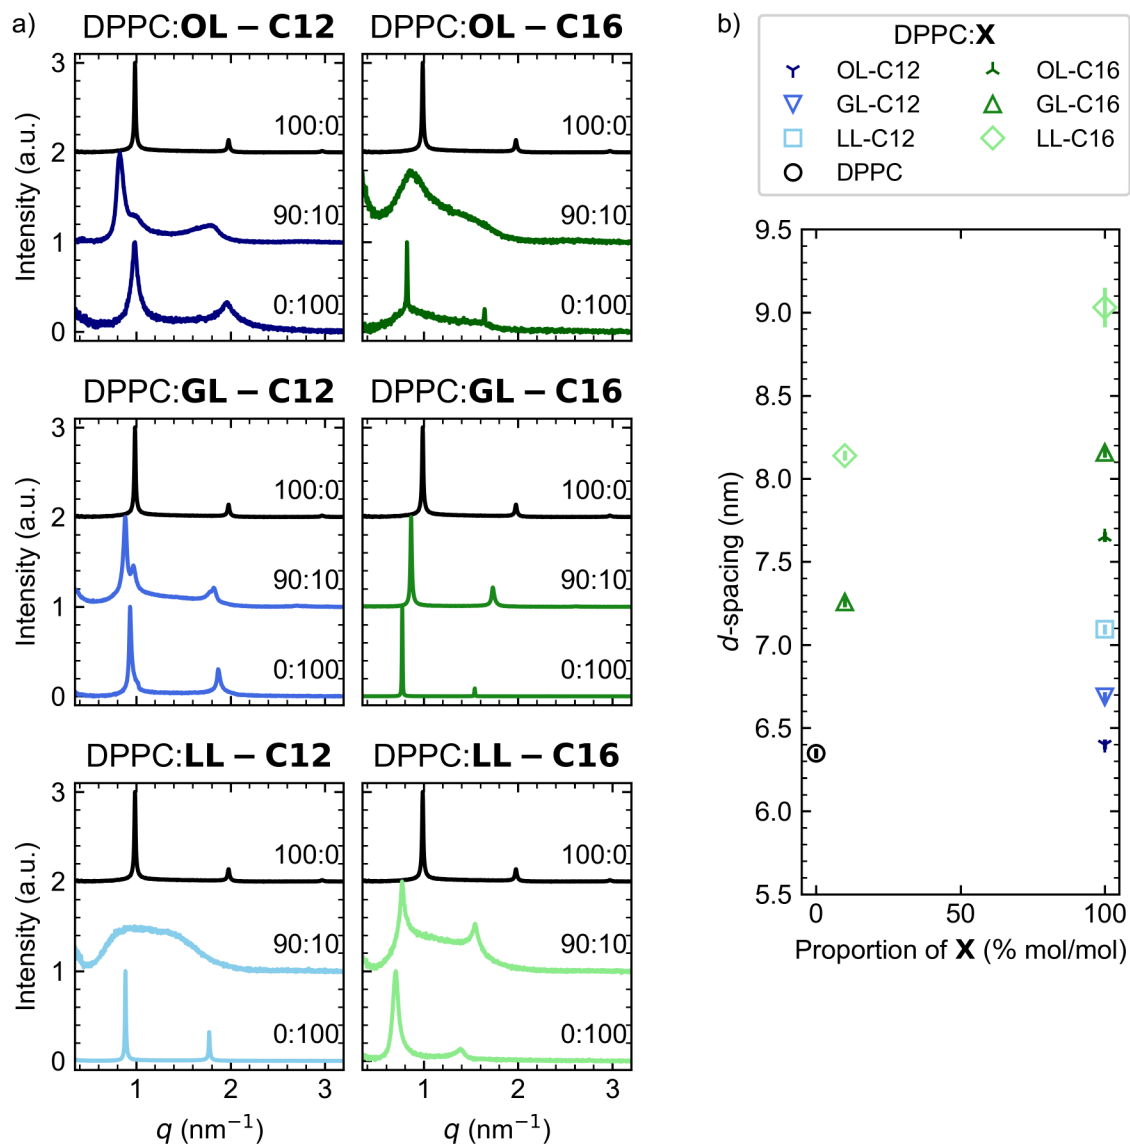 a)
DPPC:OL – C12
DPPC:OL – C16
Intensity (a.u.)
3
2
1
0
100:0
90:10
0:100
100:0
90:10
0:100
DPPC:GL – C12
DPPC:GL – C16
Intensity (a.u.)
3
2
1
0
100:0
90:10
0:100
100:0
90:10
0:100
DPPC:LL – C12
DPPC:LL – C16
Intensity (a.u.)
3
2
1
0
100:0
90:10
0:100
100:0
90:10
0:100
1 2 3
1 2 3
q (nm⁻¹)
q (nm⁻¹)
b)
DPPC:X
OL-C12
GL-C12
LL-C12
DPPC
OL-C16
GL-C16
LL-C16
d-spacing (nm)
9.5
9.0
8.5
8.0
7.5
7.0
6.5
6.0
5.5
0 50 100
Proportion of X (% mol/mol)